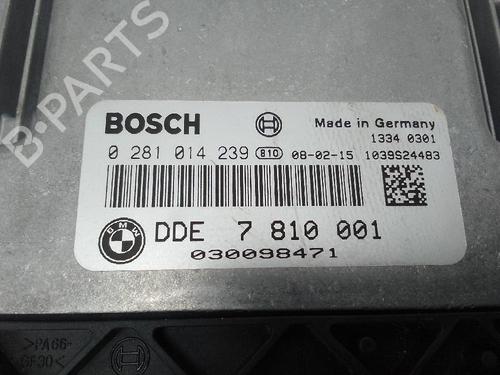 B-PARTS
BOSCH
Made in Germany
1334 0301
0 281 014 239 810 08-02-15 1039S24483
BMW
DDE 7 810 001
030098471
>PA66-
GF30<